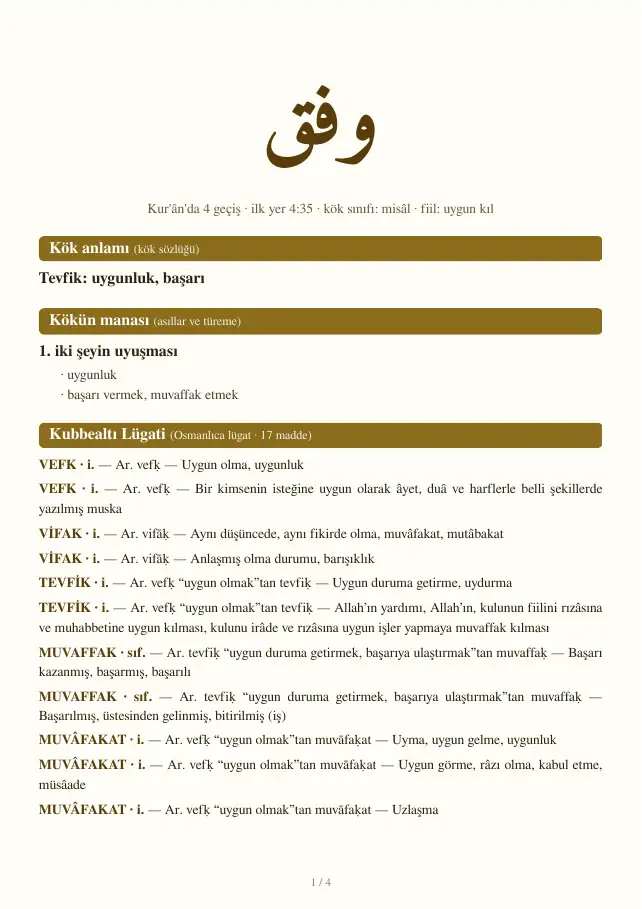 وفق
Kur'ân'da 4 geçiş · ilk yer 4:35 · kök sınıfı: misâl · fiil: uygun kıl
Kök anlamı (kök sözlüğü)
Tevfik: uygunluk, başarı
Kökün manası (asıllar ve türeme)
1. iki şeyin uyuşması
· uygunluk
· başarı vermek, muvaffak etmek
Kubbealtı Lügati (Osmanlıca lügat · 17 madde)
VEFK · i. — Ar. vefḳ — Uygun olma, uygunluk
VEFK · i. — Ar. vefḳ — Bir kimsenin isteğine uygun olarak âyet, duâ ve harflerle belli şekillerde
yazılmış muska
VİFAK · i. — Ar. vifāḳ — Aynı düşüncede, aynı fikirde olma, muvâfakat, mutâbakat
VİFAK · i. — Ar. vifāḳ — Anlaşmış olma durumu, barışıklık
TEVFİK · i. — Ar. vefḳ “uygun olmak”tan tevfiḳ — Uygun duruma getirme, uydurma
TEVFİK · i. — Ar. vefḳ “uygun olmak”tan tevfiḳ — Allah’ın yardımı, Allah’ın, kulunun fiilini rızâsına
ve muhabbetine uygun kılması, kulunu irâde ve rızâsına uygun işler yapmaya muvaffak kılması
MUVAFFAK · sıf. — Ar. tevfiḳ “uygun duruma getirmek, başarıya ulaştırmak”tan muvaffaḳ — Başarı
kazanmış, başarmış, başarılı
MUVAFFAK · sıf. — Ar. tevfiḳ “uygun duruma getirmek, başarıya ulaştırmak”tan muvaffaḳ —
Başarılmış, üstesinden gelinmiş, bitirilmiş (iş)
MUVÂFAKAT · i. — Ar. vefḳ “uygun olmak”tan muvāfaḳat — Uyma, uygun gelme, uygunluk
MUVÂFAKAT · i. — Ar. vefḳ “uygun olmak”tan muvāfaḳat — Uygun görme, râzı olma, kabul etme,
müsâade
MUVÂFAKAT · i. — Ar. vefḳ “uygun olmak”tan muvāfaḳat — Uzlaşma
1 / 4